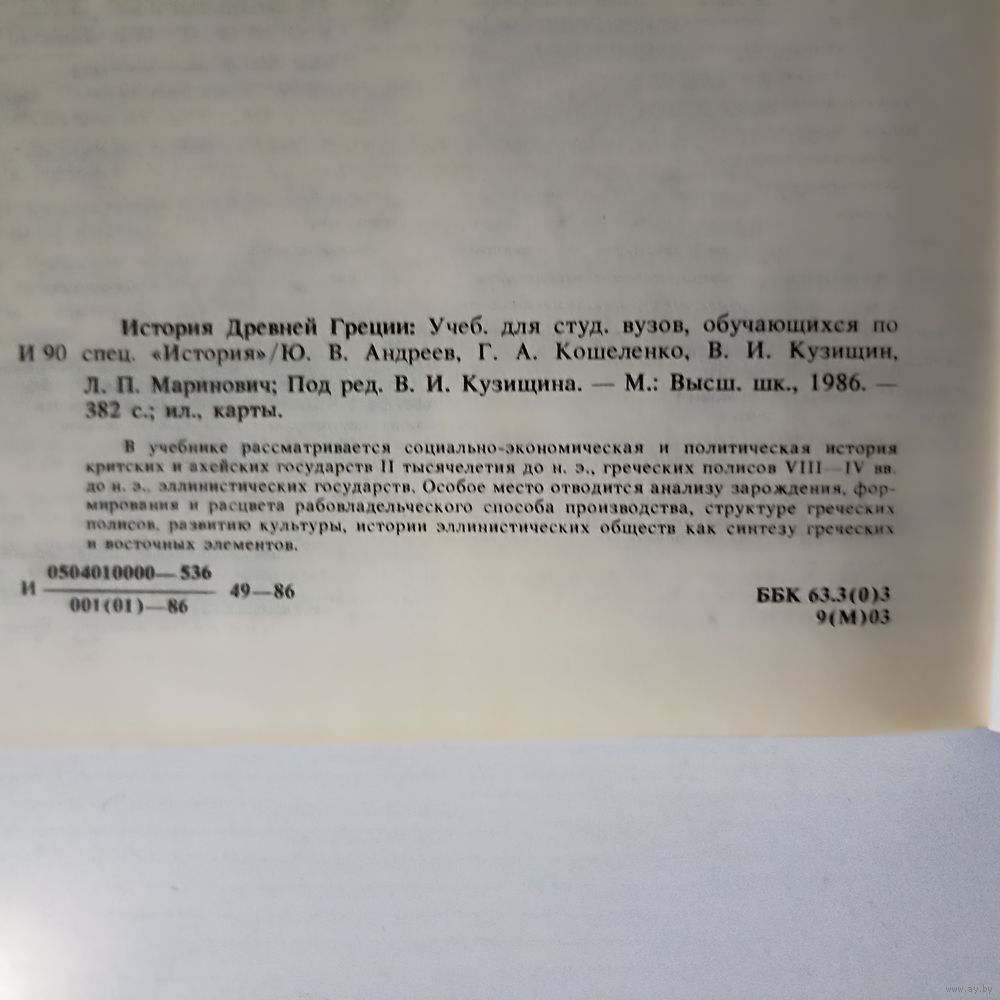 История Древней Греции: Учеб. для студ. вузов, обучающихся по
И 90 спец. «История»/Ю. В. Андреев, Г. А. Кошеленко, В. И. Кузищин,
Л. П. Маринович; Под ред. В. И. Кузищина. — М.: Высш. шк., 1986. —
382 с.; ил., карты.
В учебнике рассматривается социально-экономическая и политическая история
критских и ахейских государств II тысячелетия до н. э., греческих полисов VIII—IV вв.
до н. э., эллинистических государств. Особое место отводится анализу зарождения, фор-
мирования и расцвета рабовладельческого способа производства, структуре греческих
полисов, развитию культуры, истории эллинистических обществ как синтезу греческих
и восточных элементов.
0504010000—536
И 49—86
001(01)—86
ББК 63.3(0)3
9(М)03
www.ay.by